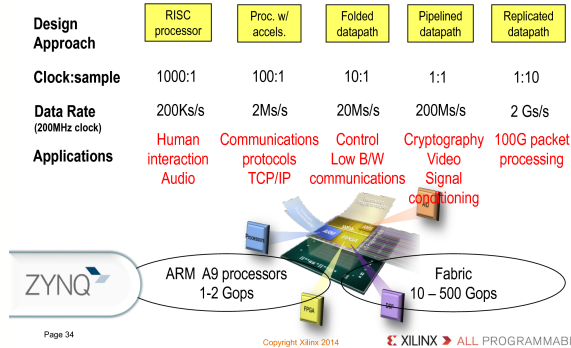 Design Approach
RISC processor
Proc. w/ accels.
Folded datapath
Pipelined datapath
Replicated datapath
Clock:sample 1000:1 100:1 10:1 1:1 1:10
Data Rate (200MHz clock) 200Ks/s 2Ms/s 20Ms/s 200Ms/s 2 Gs/s
Applications
Human interaction Audio
Communications protocols TCP/IP
Control Low B/W communications
Cryptography Video Signal conditioning
100G packet processing
Processors
FPGA
DSP
ZYNQ
ARM A9 processors
1-2 Gops
Fabric
10 – 500 Gops
Page 34
Copyright Xilinx 2014
XILINX ALL PROGRAMMABL